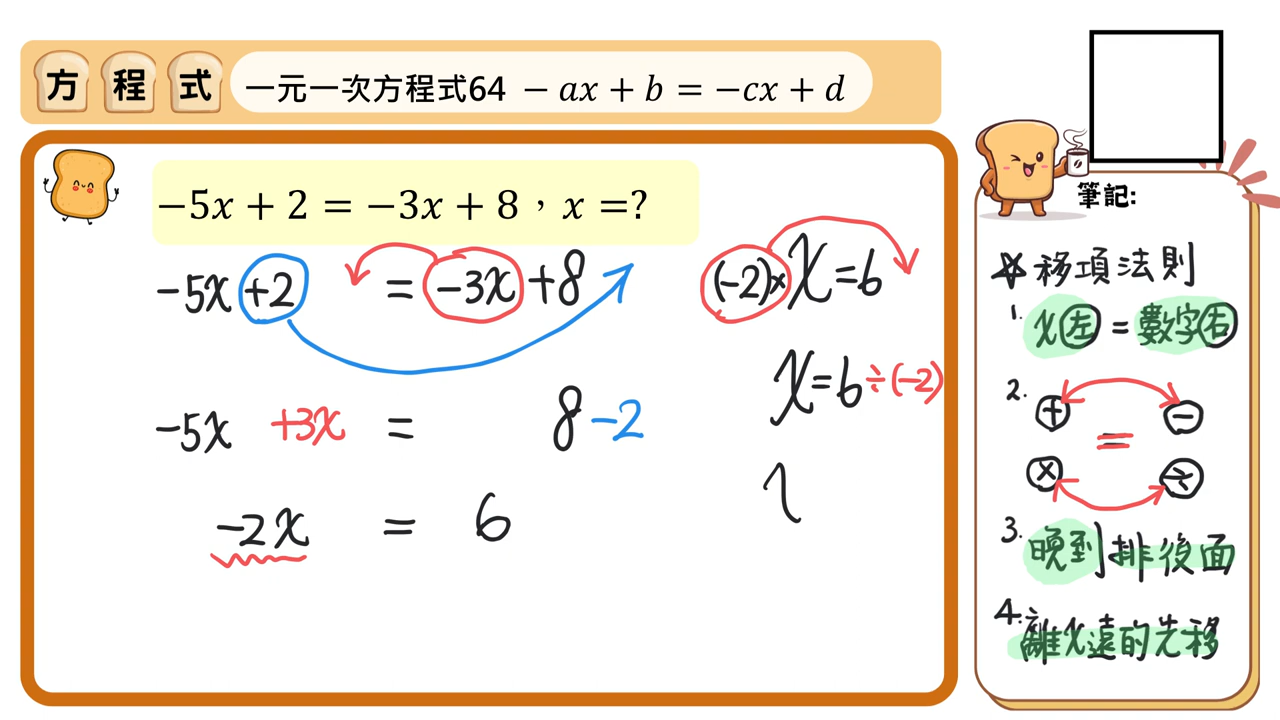 方程式 一元一次方程式64 −ax + b = −cx + d
−5x + 2 = −3x + 8，x =?
-5x +2 = -3x +8
-5x +3x = 8 -2
-2x = 6
(-2)×x=6
x=6÷(-2)
筆記:
移項法則
1. x左 = 數字右
2. + = −
× ÷
3. 晚到排後面
4. 離x遠的先移